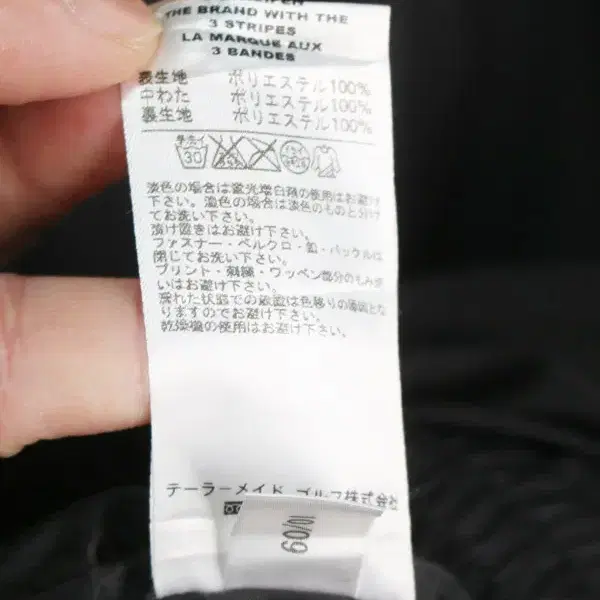 THE BRAND WITH THE
3 STRIPES
LA MARQUE AUX
3 BANDES
表生地 ポリエステル100%
中わた ポリエステル100%
裏生地 ポリエステル100%
手洗イ
30
淡色の場合は蛍光増白剤の使用はお避け
下さい。濃色の場合は淡色のものと分け
てお洗い下さい。
漬け置きはお避け下さい。
ファスナー・ベルクロ・釦・バックルは
閉じてお洗い下さい。
プリント・刺繍・ワッペン部分のもみ洗
いはお避け下さい。
濡れた状態での放置は色移りの原因とな
りますのでお避け下さい。
乾燥機の使用はお避け下さい。
テーラーメイド ゴルフ株式会社
10/09